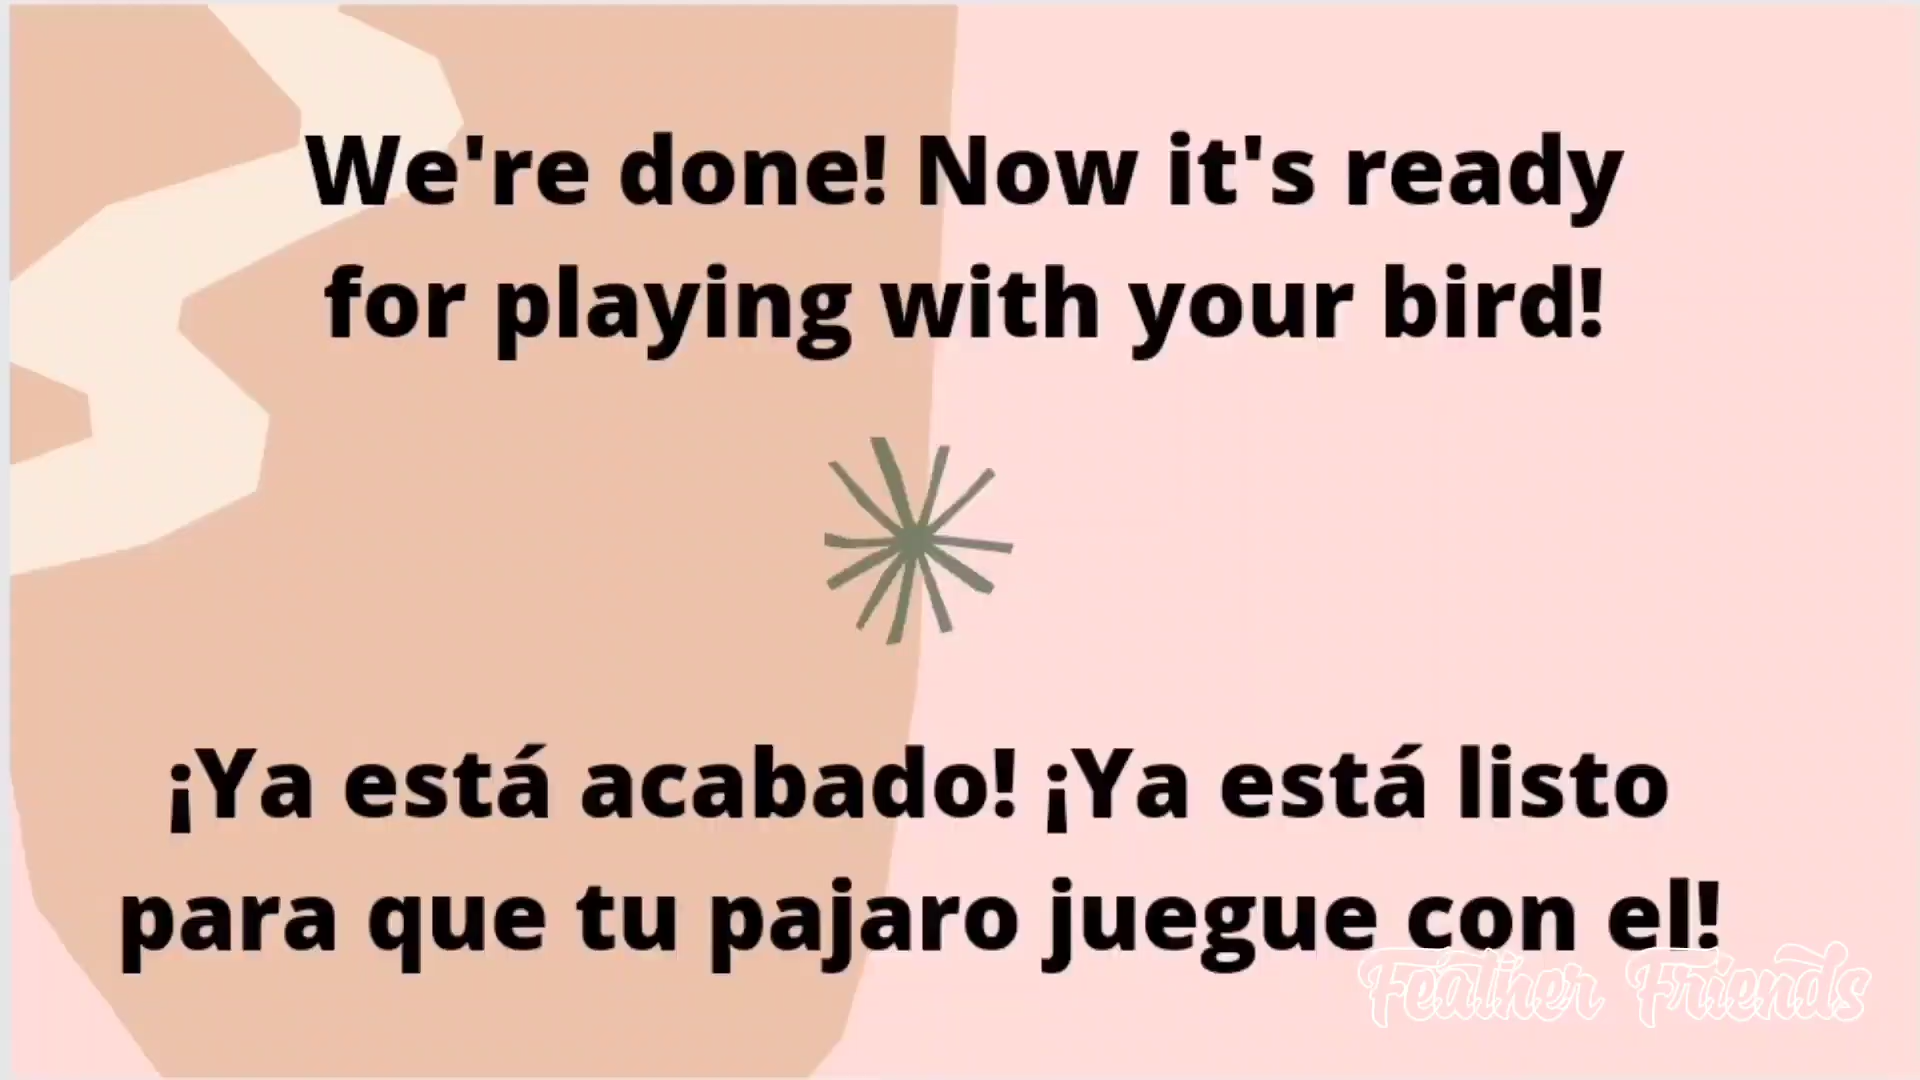 We're done! Now it's ready
for playing with your bird!
¡Ya está acabado! ¡Ya está listo
para que tu pajaro juegue con el!
Feather Friends